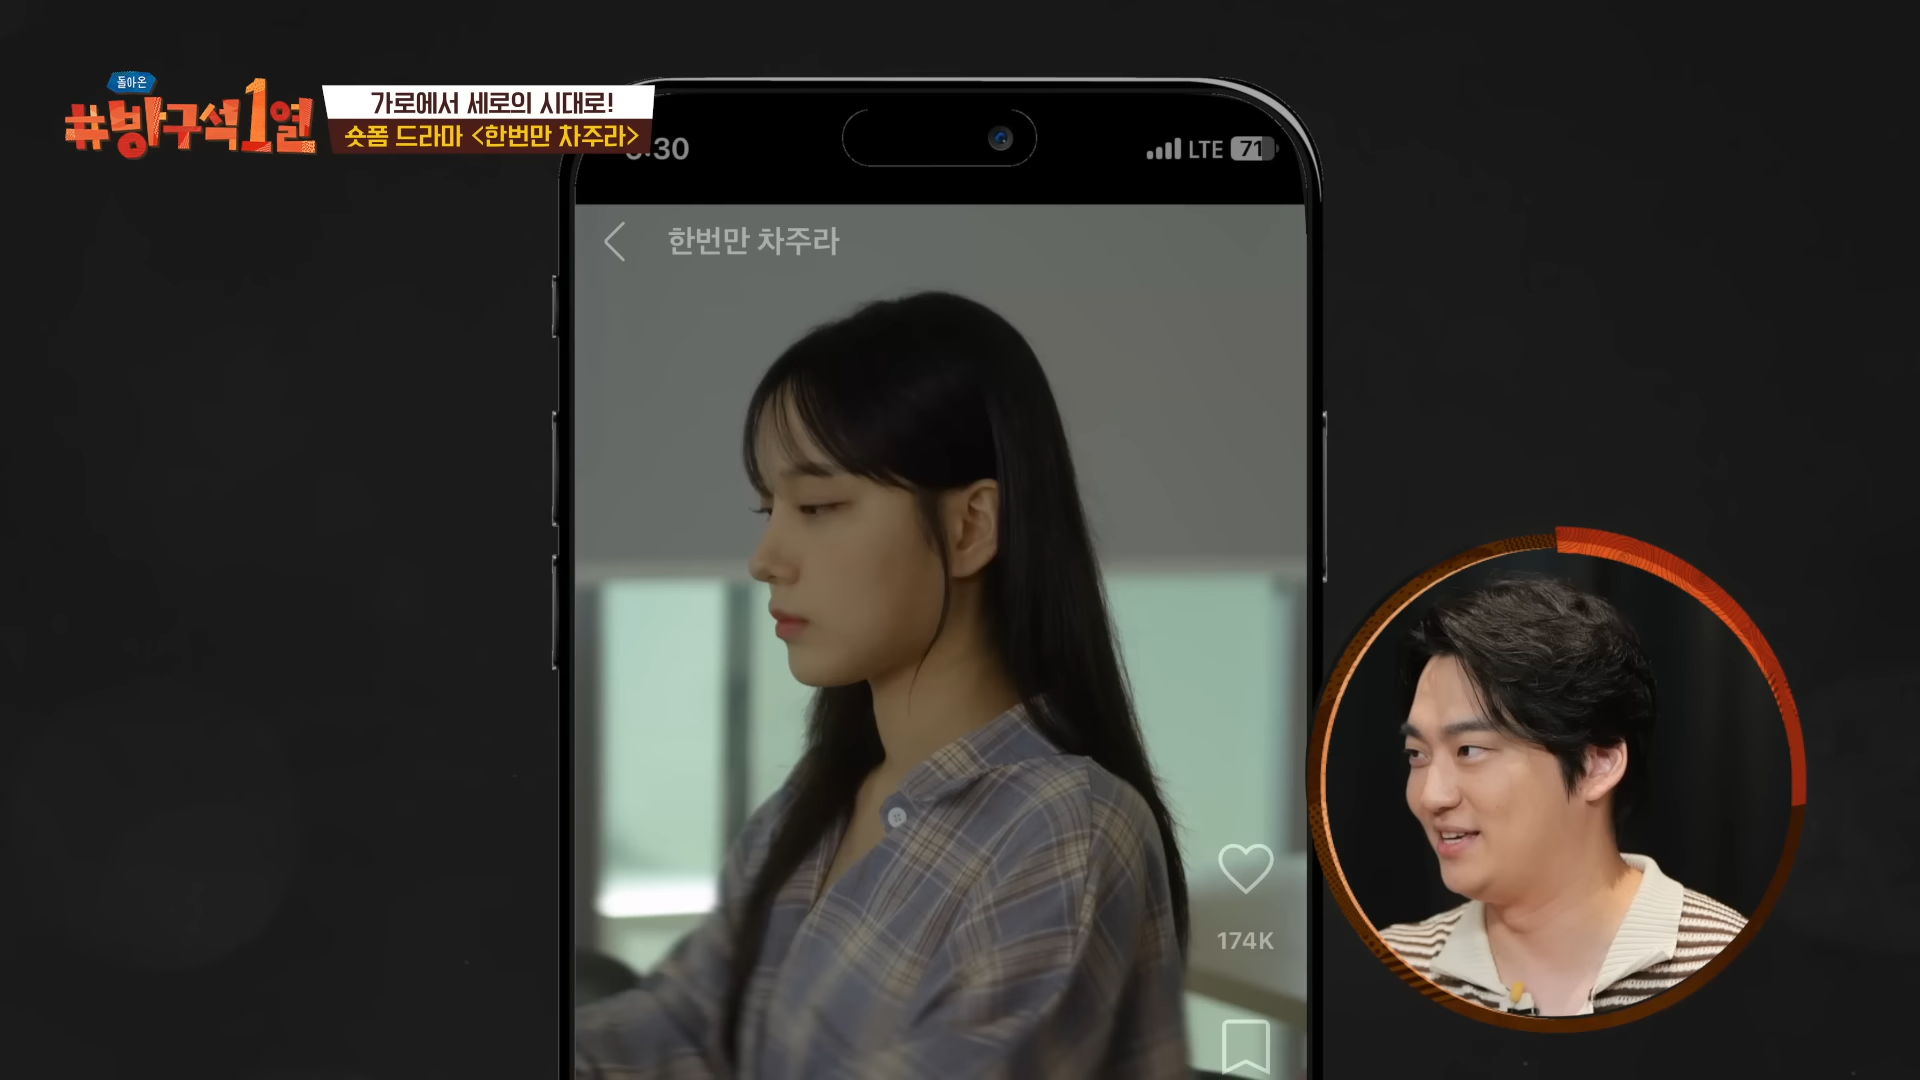 돌아온
#방구석1열
가로에서 세로의 시대로!
숏폼 드라마 <한번만 차주라>
:30
LTE 71
한번만 차주라
174K